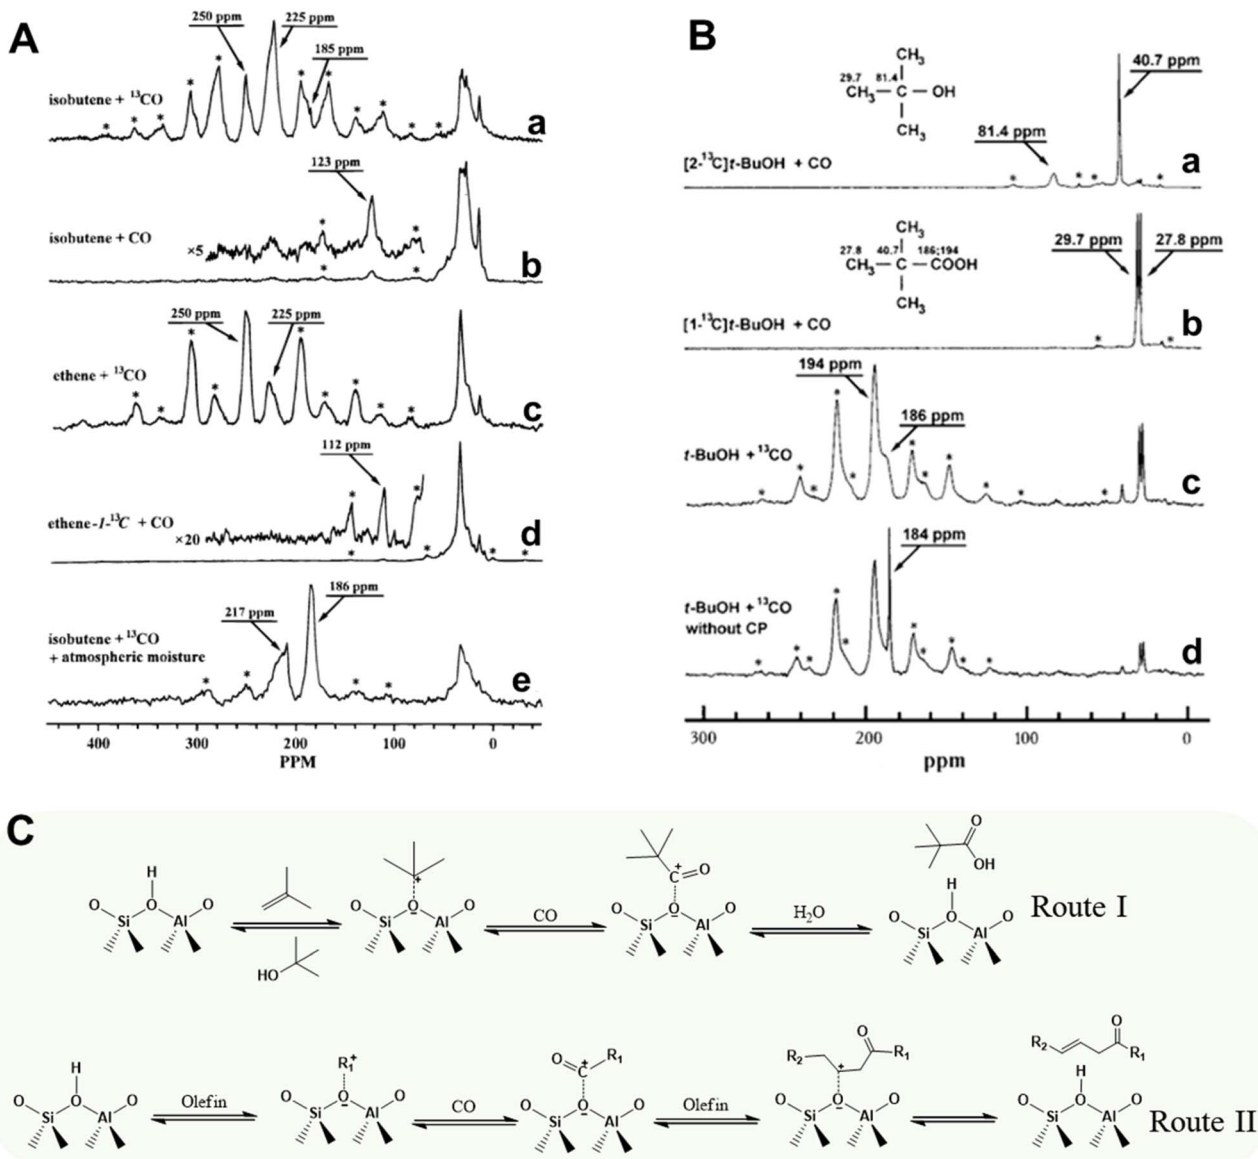 A
250 ppm
225 ppm
185 ppm
* * * * * * * * * *
isobutene + ¹³CO
a
123 ppm
isobutene + CO
×5
* *
* *
b
250 ppm
225 ppm
ethene + ¹³CO
* * * * * * * * *
c
112 ppm
ethene-1-¹³C + CO
×20
* *
* * * *
d
217 ppm
186 ppm
isobutene + ¹³CO
+ atmospheric moisture
* * * *
e
400 300 200 100 0
PPM
B
CH₃
29.7 81.4
CH₃—C—OH
CH₃
40.7 ppm
81.4 ppm
[2-¹³C]t-BuOH + CO
* * * *
a
CH₃
27.8 40.7 186;194
CH₃—C—COOH
CH₃
29.7 ppm
27.8 ppm
[1-¹³C]t-BuOH + CO
* *
b
194 ppm
186 ppm
t-BuOH + ¹³CO
* * * * * * * * * * *
c
184 ppm
t-BuOH + ¹³CO
without CP
* * * * * * * * * *
d
300 200 100 0
ppm
C
H
O O O
Si Al
HO
+
O O O
Si Al
CO
C + O
O O O
Si Al
H₂O
O
OH
H
O O O
Si Al
Route I
H
O O O
Si Al
Olefin
R₁ +
O O O
Si Al
CO
O C + R₁
O O O
Si Al
Olefin
O
R₂ + R₁
O O O
Si Al
O
R₂ R₁
H
O O O
Si Al
Route II